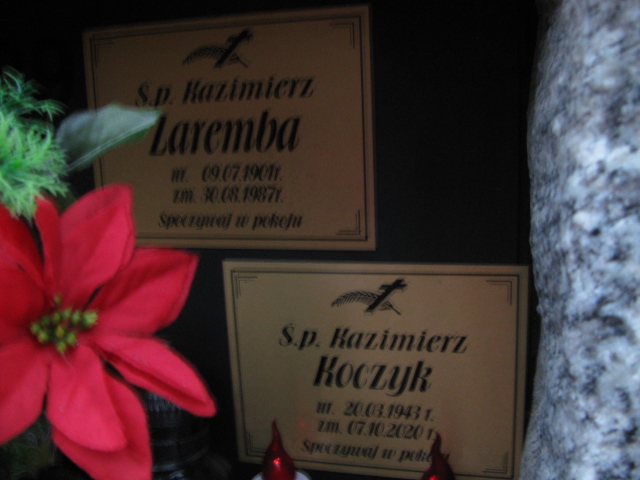 Ś.p. Kazimierz
Laremba
ur. 09.07.1901r.
zm. 30.08.1987r.
Spoczywaj w pokoju
Ś.p. Kazimierz
Koczyk
ur. 20.03.1943 r.
zm. 07.10.2020 r.
Spoczywaj w pokoju